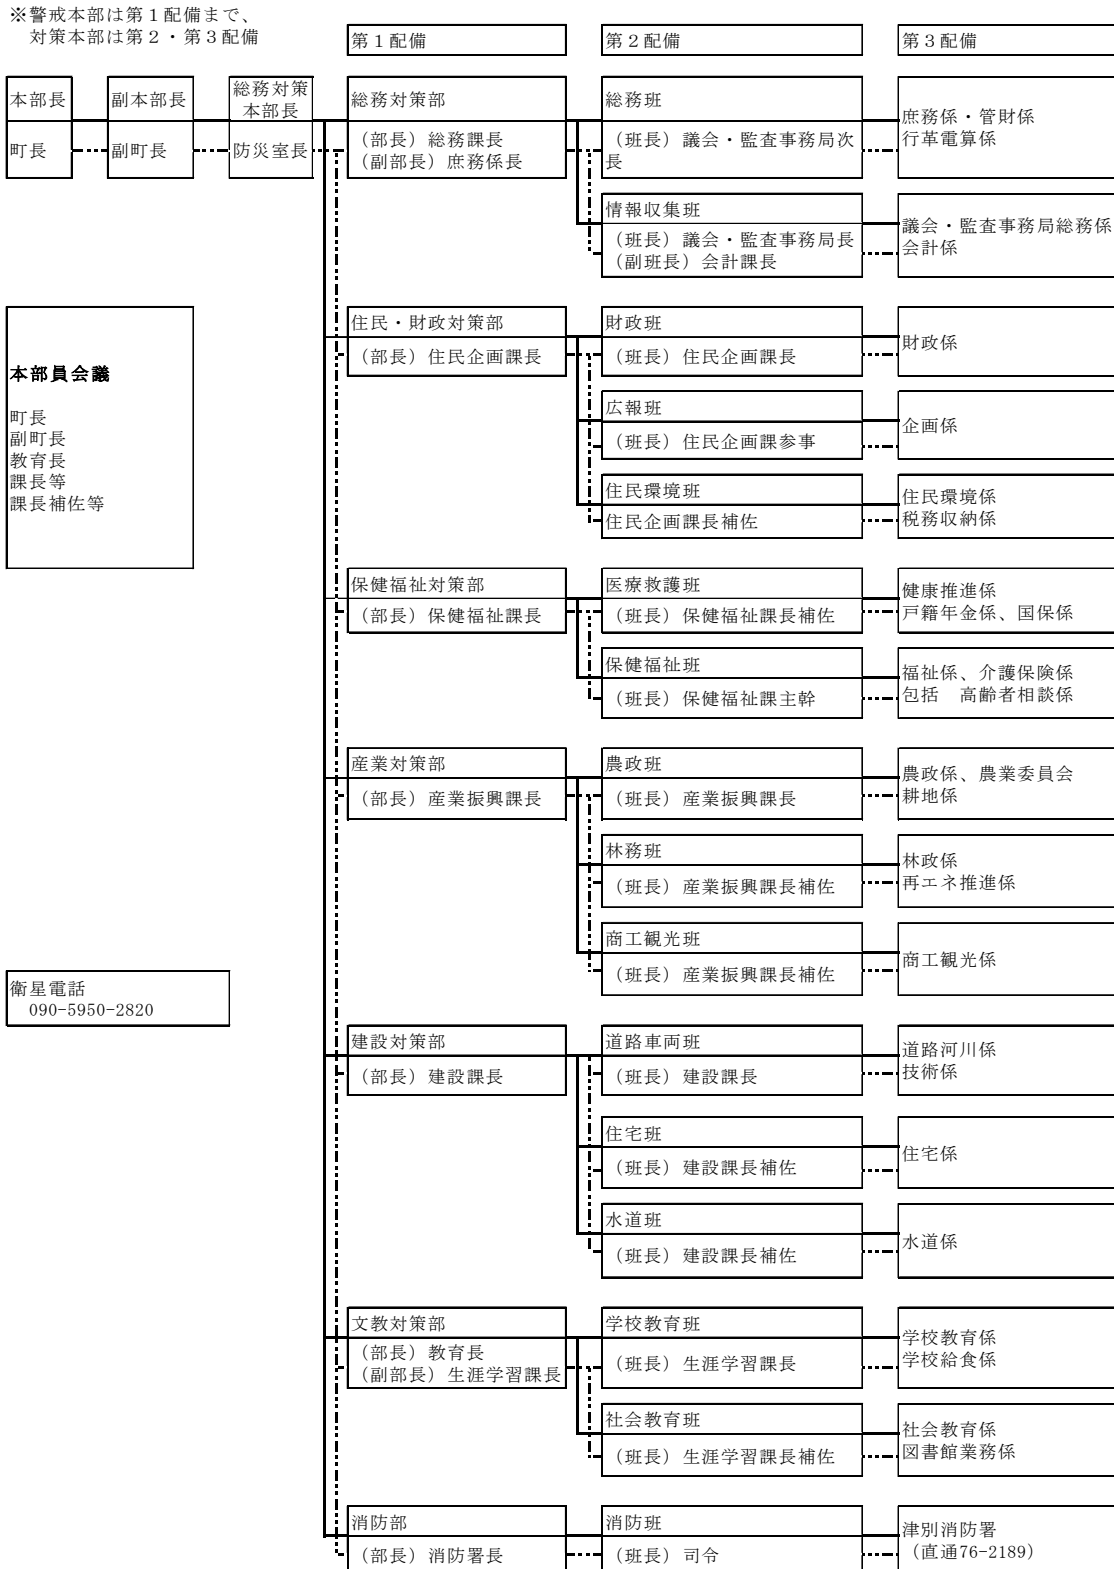 ※警戒本部は第１配備まで、
対策本部は第２・第３配備
第１配備
第２配備
第３配備
本部長
町長
副本部長
副町長
総務対策
本部長
防災室長
総務対策部
（部長）総務課長
（副部長）庶務係長
総務班
（班長）議会・監査事務局次
長
庶務係・管財係
行革電算係
情報収集班
（班長）議会・監査事務局長
（副班長）会計課長
議会・監査事務局総務係
会計係
本部員会議
町長
副町長
教育長
課長等
課長補佐等
住民・財政対策部
（部長）住民企画課長
財政班
（班長）住民企画課長
財政係
広報班
（班長）住民企画課参事
企画係
住民環境班
住民企画課長補佐
住民環境係
税務収納係
保健福祉対策部
（部長）保健福祉課長
医療救護班
（班長）保健福祉課長補佐
健康推進係
戸籍年金係、国保係
保健福祉班
（班長）保健福祉課主幹
福祉係、介護保険係
包括　高齢者相談係
産業対策部
（部長）産業振興課長
農政班
（班長）産業振興課長
農政係、農業委員会
耕地係
林務班
（班長）産業振興課長補佐
林政係
再エネ推進係
商工観光班
（班長）産業振興課長補佐
商工観光係
衛星電話
090-5950-2820
建設対策部
（部長）建設課長
道路車両班
（班長）建設課長
道路河川係
技術係
住宅班
（班長）建設課長補佐
住宅係
水道班
（班長）建設課長補佐
水道係
文教対策部
（部長）教育長
（副部長）生涯学習課長
学校教育班
（班長）生涯学習課長
学校教育係
学校給食係
社会教育班
（班長）生涯学習課長補佐
社会教育係
図書館業務係
消防部
（部長）消防署長
消防班
（班長）司令
津別消防署
（直通76-2189）